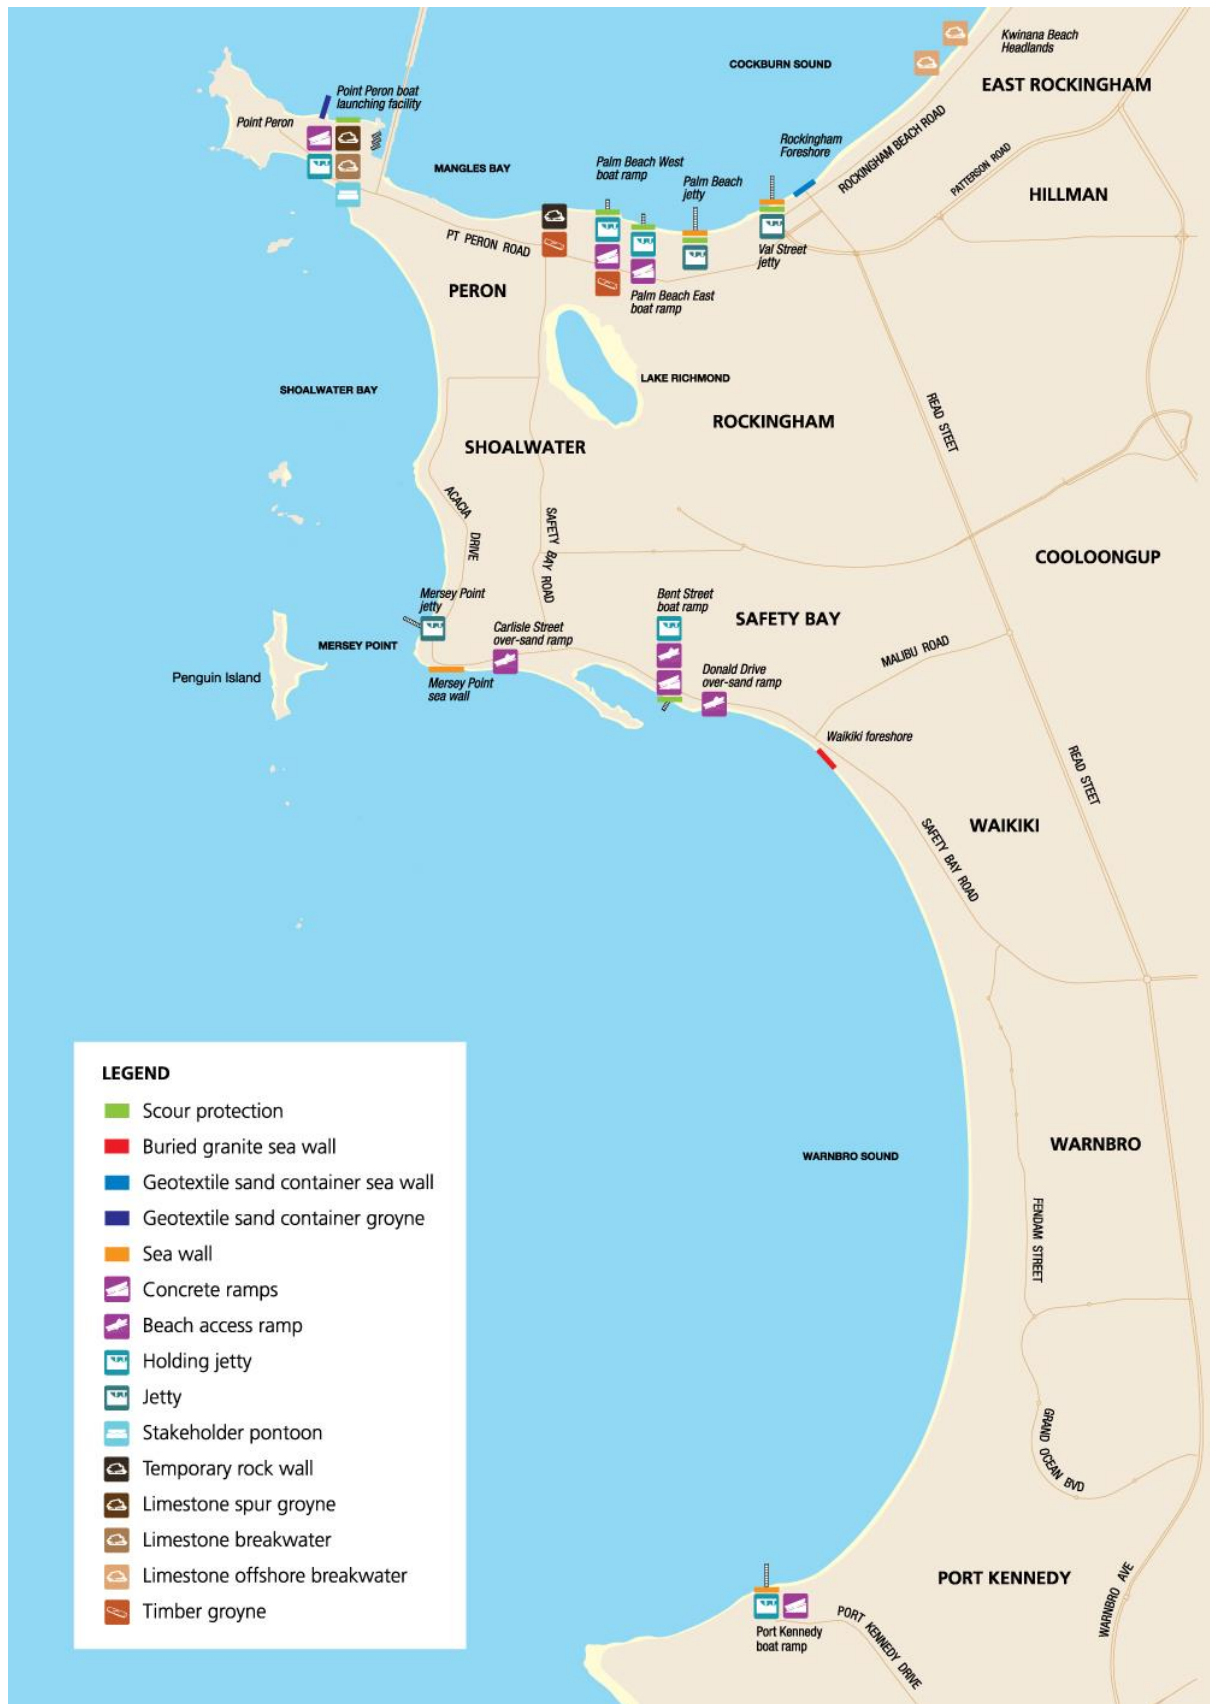 Kwinana Beach
Headlands
COCKBURN SOUND
EAST ROCKINGHAM
Point Peron boat
launching facility
Point Peron
ROCKINGHAM BEACH ROAD
Rockingham
Foreshore
PATTERSON ROAD
MANGLES BAY
Palm Beach West
boat ramp
Palm Beach
jetty
HILLMAN
PT PERON ROAD
Val Street
jetty
PERON
Palm Beach East
boat ramp
LAKE RICHMOND
SHOALWATER BAY
READ STEET
ROCKINGHAM
SHOALWATER
ACACIA
DRIVE
SAFETY BAY ROAD
COOLOONGUP
Mersey Point
jetty
Bent Street
boat ramp
Carlisle Street
over-sand ramp
SAFETY BAY
MERSEY POINT
MALIBU ROAD
Penguin Island
Mersey Point
sea wall
Donald Drive
over-sand ramp
Waikiki foreshore
READ STEET
WAIKIKI
SAFETY BAY ROAD
LEGEND
Scour protection
Buried granite sea wall
Geotextile sand container sea wall
Geotextile sand container groyne
Sea wall
Concrete ramps
Beach access ramp
Holding jetty
Jetty
Stakeholder pontoon
Temporary rock wall
Limestone spur groyne
Limestone breakwater
Limestone offshore breakwater
Timber groyne
WARNBRO
WARNBRO SOUND
FENDAM STREET
GRAND OCEAN BVD
PORT KENNEDY
WARNBRO AVE
PORT KENNEDY DRIVE
Port Kennedy
boat ramp